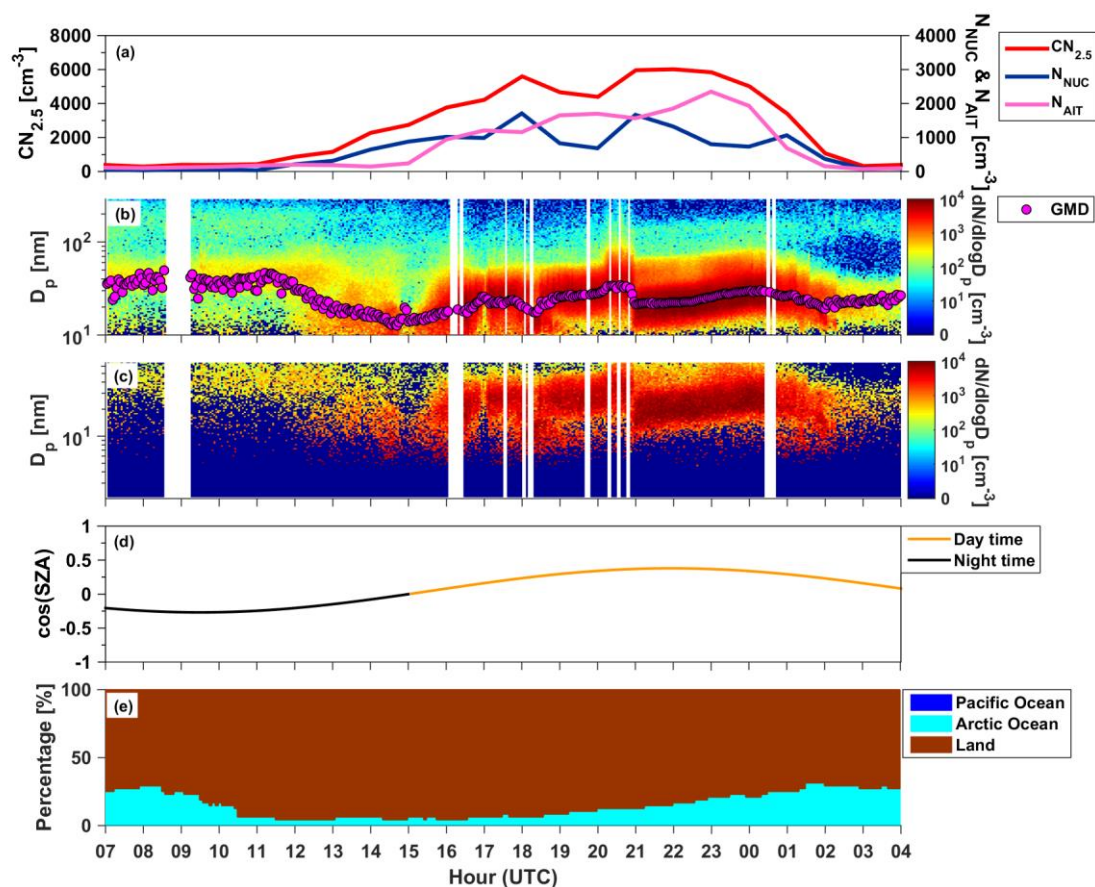 (a)
CN2.5 [cm-3]
8000
6000
4000
2000
0
4000
3000
2000
1000
0
NNUC & NAIT [cm-3]
CN2.5
NNUC
NAIT
(b)
Dp [nm]
10^2
10^1
10^4
10^3
10^2
10^1
0
dN/dlogDp [cm-3]
GMD
(c)
Dp [nm]
10^1
10^4
10^3
10^2
10^1
0
dN/dlogDp [cm-3]
(d)
cos(SZA)
1
0.5
0
-0.5
-1
Day time
Night time
(e)
Percentage [%]
100
50
0
Pacific Ocean
Arctic Ocean
Land
07 08 09 10 11 12 13 14 15 16 17 18 19 20 21 22 23 00 01 02 03 04
Hour (UTC)